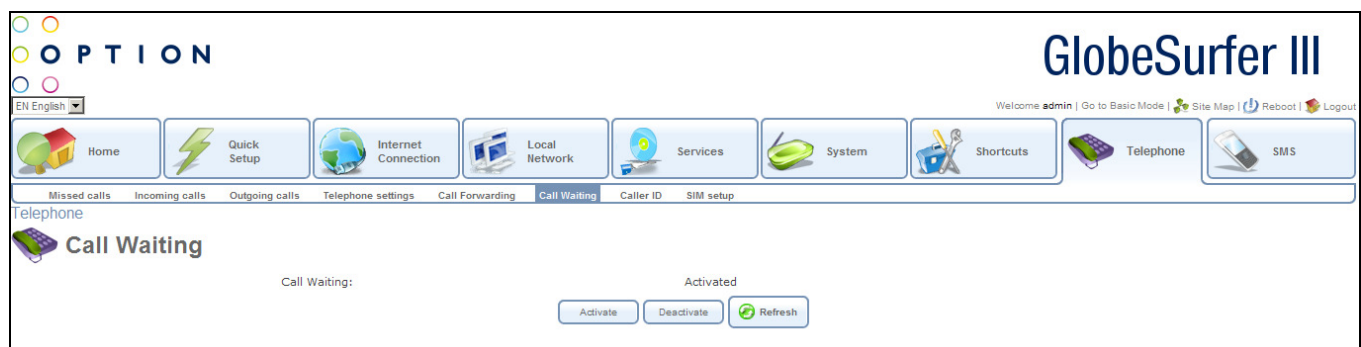 OPTION
GlobeSurfer III
EN English
Welcome admin | Go to Basic Mode | Site Map | Reboot | Logout
Home
Quick Setup
Internet Connection
Local Network
Services
System
Shortcuts
Telephone
SMS
Missed calls Incoming calls Outgoing calls Telephone settings Call Forwarding Call Waiting Caller ID SIM setup
Telephone
Call Waiting
Call Waiting: Activated
Activate Deactivate Refresh